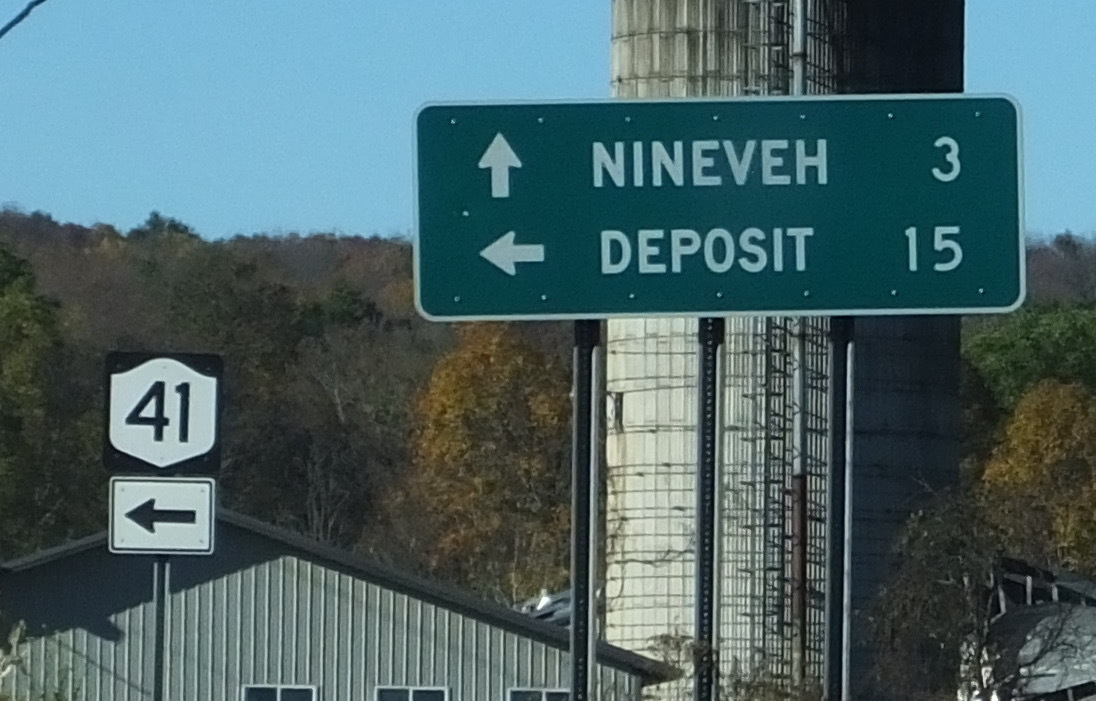 NINEVEH 3
DEPOSIT 15
41